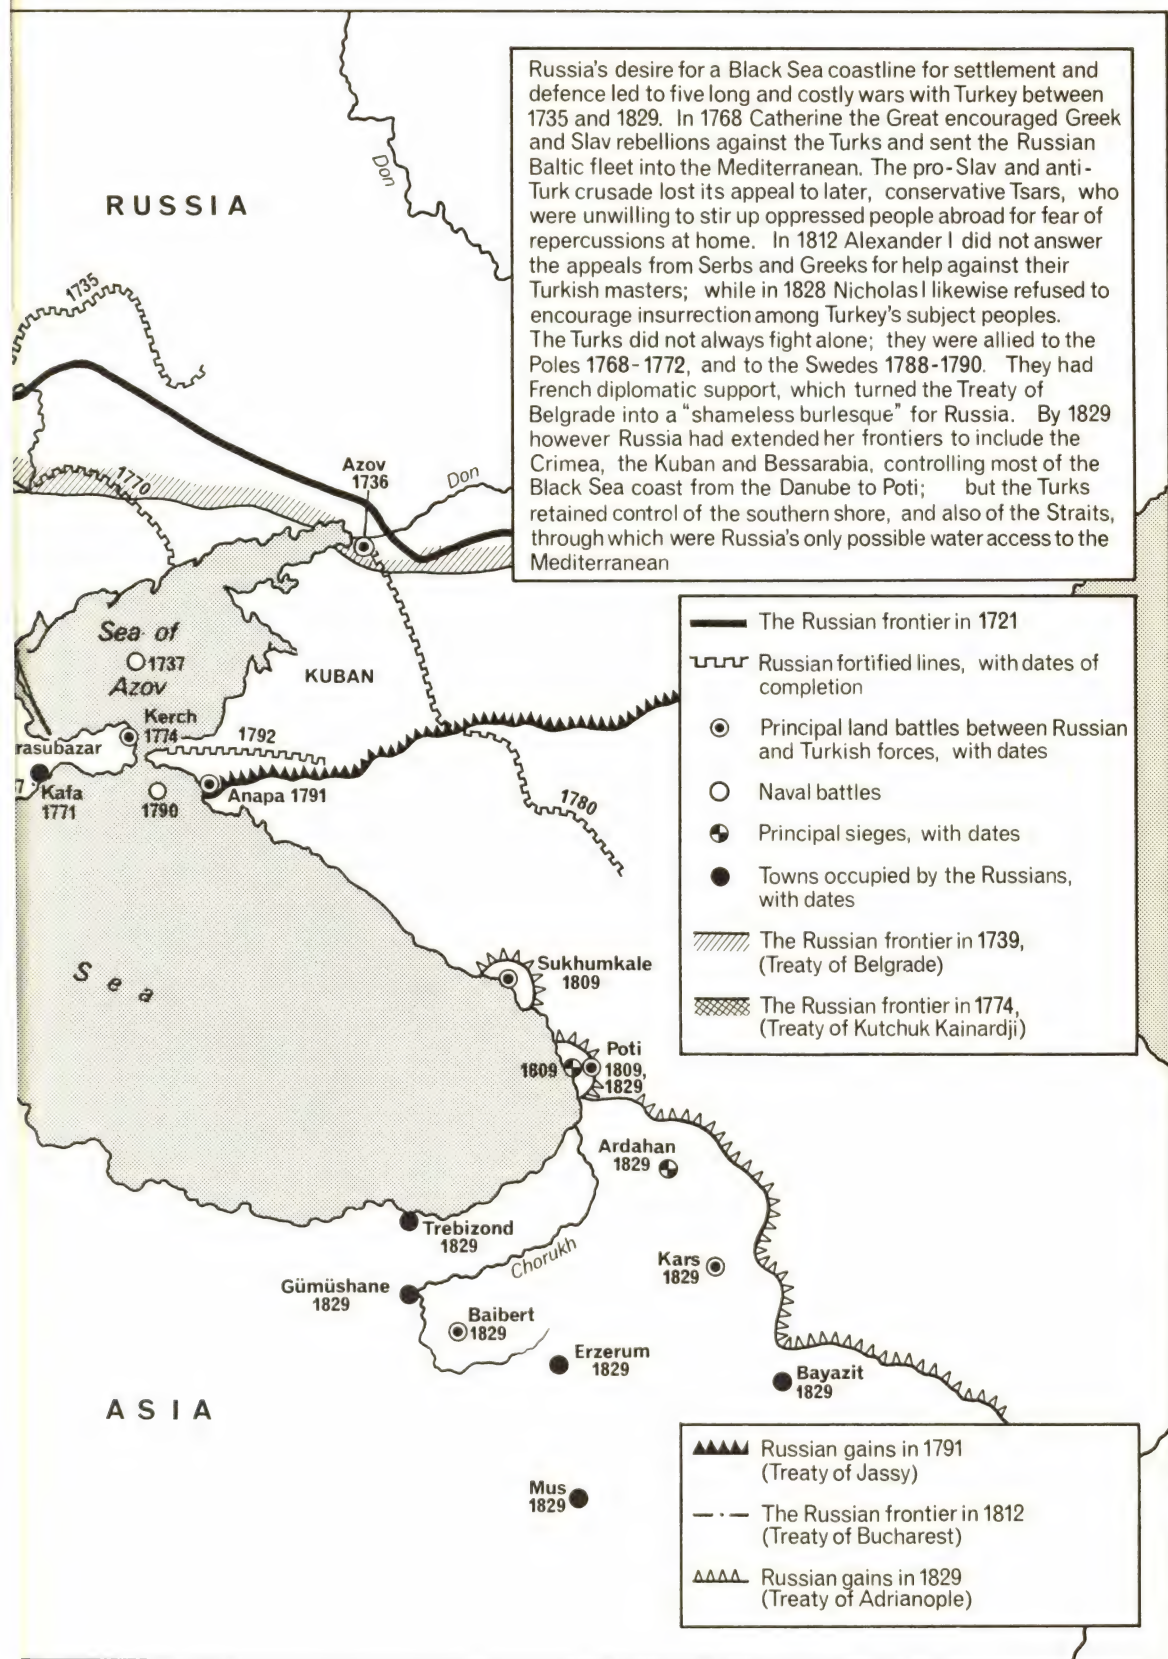 Russia's desire for a Black Sea coastline for settlement and
defence led to five long and costly wars with Turkey between
1735 and 1829. In 1768 Catherine the Great encouraged Greek
and Slav rebellions against the Turks and sent the Russian
Baltic fleet into the Mediterranean. The pro-Slav and anti-
Turk crusade lost its appeal to later, conservative Tsars, who
were unwilling to stir up oppressed people abroad for fear of
repercussions at home. In 1812 Alexander I did not answer
the appeals from Serbs and Greeks for help against their
Turkish masters; while in 1828 Nicholas I likewise refused to
encourage insurrection among Turkey's subject peoples.
The Turks did not always fight alone; they were allied to the
Poles 1768-1772, and to the Swedes 1788-1790. They had
French diplomatic support, which turned the Treaty of
Belgrade into a "shameless burlesque" for Russia. By 1829
however Russia had extended her frontiers to include the
Crimea, the Kuban and Bessarabia, controlling most of the
Black Sea coast from the Danube to Poti; but the Turks
retained control of the southern shore, and also of the Straits,
through which were Russia's only possible water access to the
Mediterranean
Don
RUSSIA
1735
Azov
1736
Don
1770
Sea of
1737
Azov
KUBAN
Kerch
1774
1792
rasubazar
7
Kafa
1771
1790
Anapa 1791
1780
Sea
Sukhumkale
1809
Poti
1809
1809,
1829
Ardahan
1829
Trebizond
1829
Chorukh
Kars
1829
Gümüshane
1829
Baibert
1829
Erzerum
1829
Bayazit
1829
ASIA
Mus
1829
The Russian frontier in 1721
Russian fortified lines, with dates of
completion
Principal land battles between Russian
and Turkish forces, with dates
Naval battles
Principal sieges, with dates
Towns occupied by the Russians,
with dates
The Russian frontier in 1739,
(Treaty of Belgrade)
The Russian frontier in 1774,
(Treaty of Kutchuk Kainardji)
Russian gains in 1791
(Treaty of Jassy)
The Russian frontier in 1812
(Treaty of Bucharest)
Russian gains in 1829
(Treaty of Adrianople)